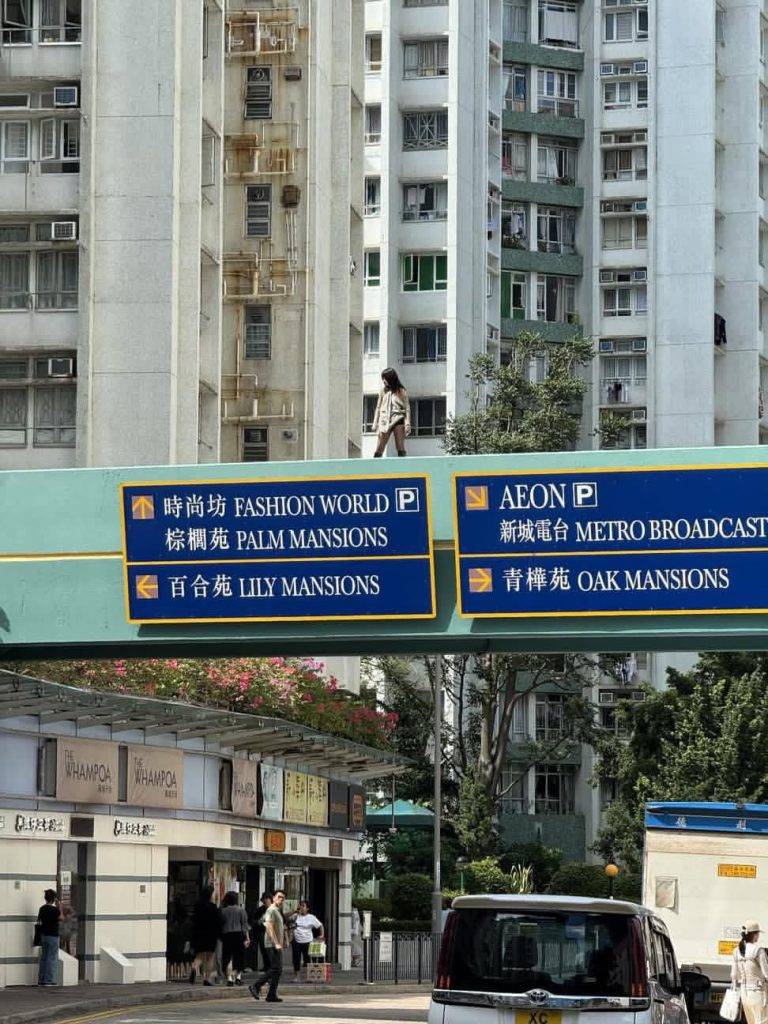 時尚坊 FASHION WORLD P
棕櫚苑 PALM MANSIONS
百合苑 LILY MANSIONS
AEON P
新城電台 METRO BROADCAST
青樺苑 OAK MANSIONS
THE WHAMPOA
THE WHAMPOA
XC